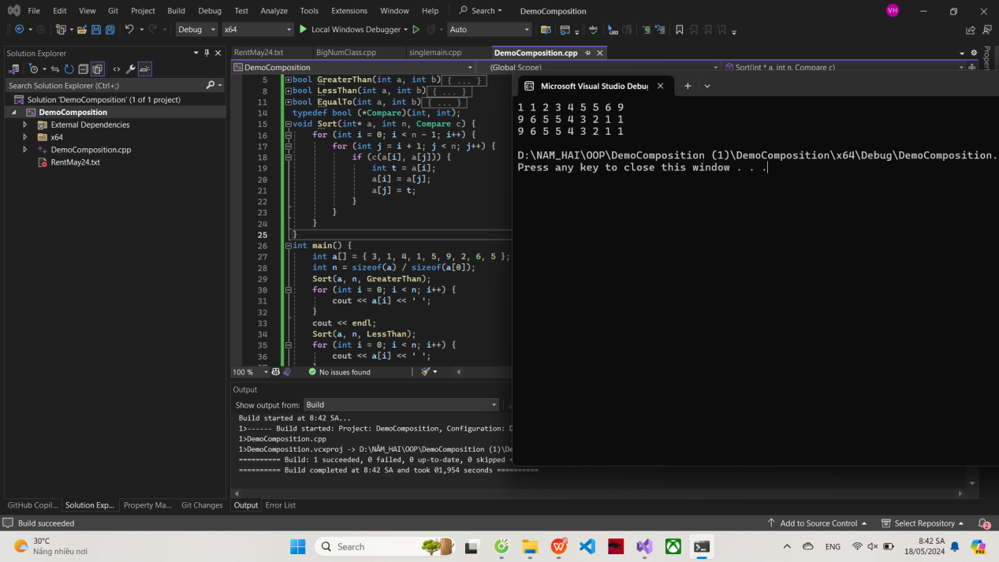 File Edit View Git Project Build Debug Test Analyze Tools Extensions Window Help Search DemoComposition VH
Debug x64 Local Windows Debugger Auto
Solution Explorer
Search Solution Explorer (Ctrl+;)
Solution 'DemoComposition' (1 of 1 project)
DemoComposition
External Dependencies
x64
DemoComposition.cpp
RentMay24.txt
RentMay24.txt BigNumClass.cpp singlemain.cpp DemoComposition.cpp
DemoComposition (Global Scope) Sort(int * a, int n, Compare c)
5 bool GreaterThan(int a, int b) { ... }
8 bool LessThan(int a, int b) { ... }
11 bool EqualTo(int a, int b) { ... }
14 typedef bool (*Compare)(int, int);
15 void Sort(int* a, int n, Compare c) {
16 for (int i = 0; i < n - 1; i++) {
17 for (int j = i + 1; j < n; j++) {
18 if (c(a[i], a[j])) {
19 int t = a[i];
20 a[i] = a[j];
21 a[j] = t;
22 }
23 }
24 }
25 }
26 int main() {
27 int a[] = { 3, 1, 4, 1, 5, 9, 2, 6, 5 };
28 int n = sizeof(a) / sizeof(a[0]);
29 Sort(a, n, GreaterThan);
30 for (int i = 0; i < n; i++) {
31 cout << a[i] << ' ';
32 }
33 cout << endl;
34 Sort(a, n, LessThan);
35 for (int i = 0; i < n; i++) {
36 cout << a[i] << ' ';
100 % No issues found
Microsoft Visual Studio Debu
1 1 2 3 4 5 5 6 9
9 6 5 5 4 3 2 1 1
9 6 5 5 4 3 2 1 1
D:\NAM_HAI\OOP\DemoComposition (1)\DemoComposition\x64\Debug\DemoComposition.
Press any key to close this window . . .
Output
Show output from: Build
Build started at 8:42 SA...
1>------ Build started: Project: DemoComposition, Configuration: D
1>DemoComposition.cpp
1>DemoComposition.vcxproj -> D:\NĂM_HAI\OOP\DemoComposition (1)\De
========== Build: 1 succeeded, 0 failed, 0 up-to-date, 0 skipped =
========== Build completed at 8:42 SA and took 01,954 seconds ==========
GitHub Copil... Solution Exp... Property Ma... Git Changes Output Error List
Build succeeded Add to Source Control Select Repository 2
30°C
Nắng nhiều nơi
Search
ENG
8:42 SA
18/05/2024
PRE